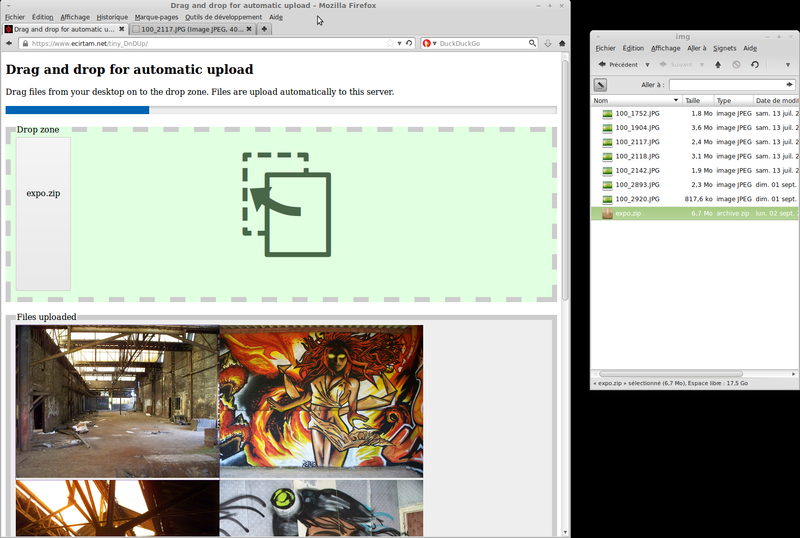 Drag and drop for automatic upload - Mozilla Firefox
Fichier Édition Affichage Historique Marque-pages Outils de développement Aide
Drag and drop for automatic u...
100_2117.JPG (Image JPEG, 40...
https://www.ecirtam.net/tiny_DnDUp/
DuckDuckGo
Drag and drop for automatic upload
Drag files from your desktop on to the drop zone. Files are upload automatically to this server.
Drop zone
expo.zip
Files uploaded
img
Fichier Édition Affichage Aller à Signets Aide
Précédent Suivant
Aller à :
Nom Taille Type Date de modif
100_1752.JPG 1,8 Mo image JPEG sam. 13 juil. 2
100_1904.JPG 3,6 Mo image JPEG sam. 13 juil. 2
100_2117.JPG 2,4 Mo image JPEG sam. 13 juil. 2
100_2118.JPG 3,1 Mo image JPEG sam. 13 juil. 2
100_2142.JPG 1,9 Mo image JPEG sam. 13 juil. 2
100_2893.JPG 2,3 Mo image JPEG dim. 01 sept.
100_2920.JPG 817,6 ko image JPEG dim. 01 sept.
expo.zip 6,7 Mo archive zip lun. 02 sept.
« expo.zip » sélectionné (6,7 Mo), Espace libre : 17,5 Go